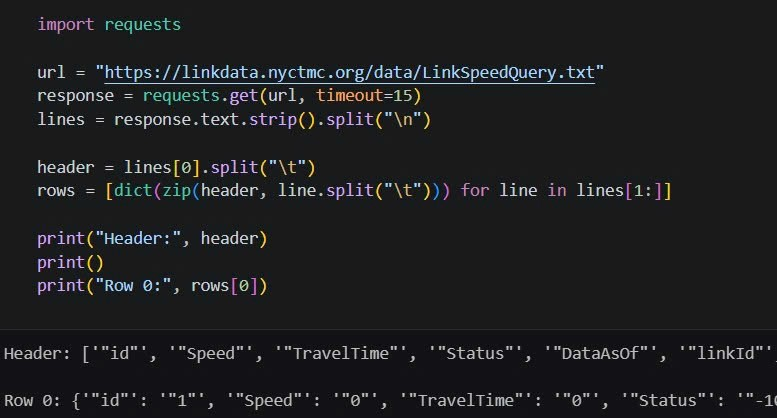 import requests
url = "https://linkdata.nyctmc.org/data/LinkSpeedQuery.txt"
response = requests.get(url, timeout=15)
lines = response.text.strip().split("\n")
header = lines[0].split("\t")
rows = [dict(zip(header, line.split("\t"))) for line in lines[1:]]
print("Header:", header)
print()
print("Row 0:", rows[0])
Header: ['"id"', '"Speed"', '"TravelTime"', '"Status"', '"DataAsOf"', '"linkId"',
Row 0: {'"id"': '"1"', '"Speed"': '"0"', '"TravelTime"': '"0"', '"Status"': '"-10